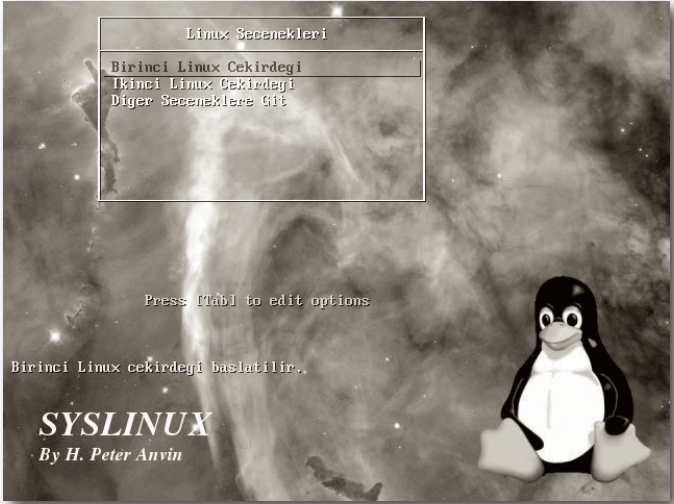 Linux Secenekleri
Birinci Linux Cekirdegi
Ikinci Linux Cekirdegi
Diger Seceneklere Git
Press [Tab] to edit options
Birinci Linux cekirdegi baslatilir.
SYSLINUX
By H. Peter Anvin